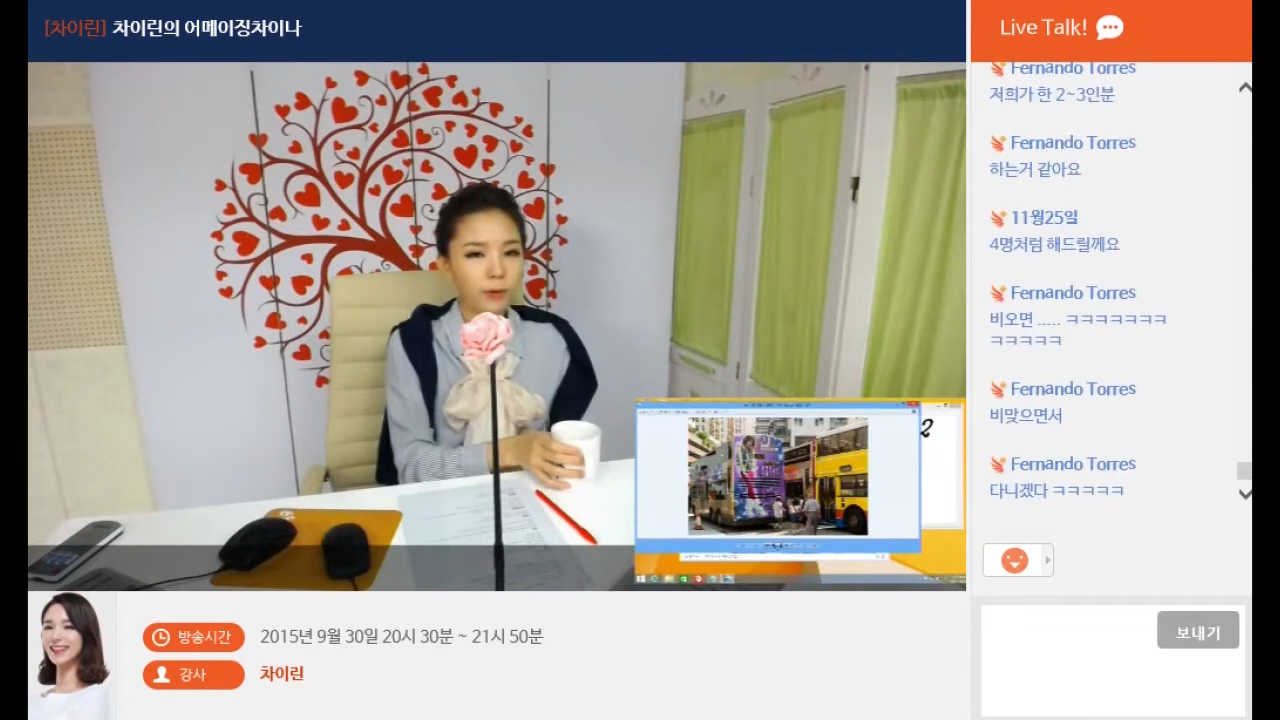 [차이린] 차이린의 어메이징차이나
Live Talk!
Fernando Torres
저희가 한 2~3인분
Fernando Torres
하는거 같아요
11월25일
4명처럼 해드릴께요
Fernando Torres
비오면 ..... ㅋㅋㅋㅋㅋㅋㅋ
ㅋㅋㅋㅋㅋ
Fernando Torres
비맞으면서
Fernando Torres
다니겠다 ㅋㅋㅋㅋㅋ
2
방송시간 2015년 9월 30일 20시 30분 ~ 21시 50분
강사 차이린
보내기